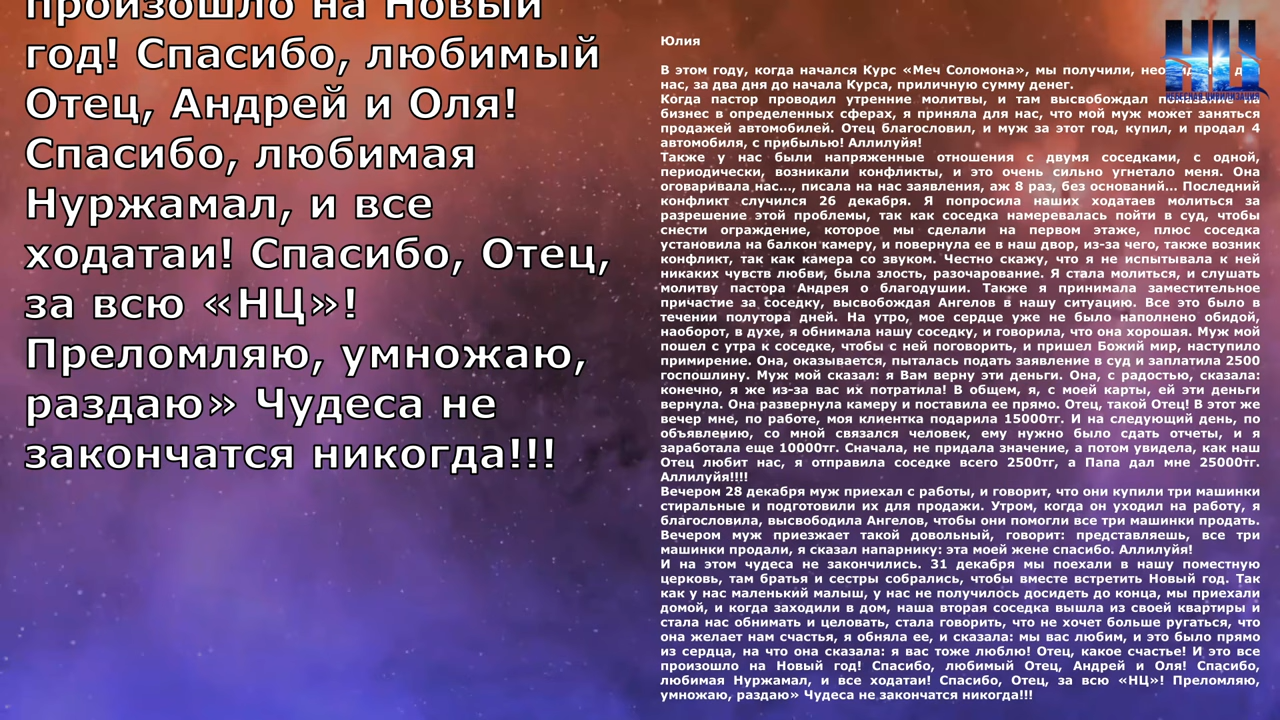 произошло на Новый
год! Спасибо, любимый
Отец, Андрей и Оля!
Спасибо, любимая
Нуржамал, и все
ходатаи! Спасибо, Отец,
за всю «НЦ»!
Преломляю, умножаю,
раздаю» Чудеса не
закончатся никогда!!!
Юлия
В этом году, когда начался Курс «Меч Соломона», мы получили,
нас, за два дня до начала Курса, приличную сумму денег.
Когда пастор проводил утренние молитвы, и там высвобождал на
бизнес в определенных сферах, я приняла для нас, что мой муж может заняться
продажей автомобилей. Отец благословил, и муж за этот год, купил, и продал 4
автомобиля, с прибылью! Аллилуйя!
Также у нас были напряженные отношения с двумя соседками, с одной,
периодически, возникали конфликты, и это очень сильно угнетало меня. Она
оговаривала нас..., писала на нас заявления, аж 8 раз, без оснований... Последний
конфликт случился 26 декабря. Я попросила наших ходатаев молиться за
разрешение этой проблемы, так как соседка намеревалась пойти в суд, чтобы
снести ограждение, которое мы сделали на первом этаже, плюс соседка
установила на балкон камеру, и повернула ее в наш двор, из-за чего, также возник
конфликт, так как камера со звуком. Честно скажу, что я не испытывала к ней
никаких чувств любви, была злость, разочарование. Я стала молиться, и слушать
молитву пастора Андрея о благодушии. Также я принимала заместительное
причастие за соседку, высвобождая Ангелов в нашу ситуацию. Все это было в
течении полутора дней. На утро, мое сердце уже не было наполнено обидой,
наоборот, в духе, я обнимала нашу соседку, и говорила, что она хорошая. Муж мой
пошел с утра к соседке, чтобы с ней поговорить, и пришел Божий мир, наступило
примирение. Она, оказывается, пыталась подать заявление в суд и заплатила 2500
госпошлину. Муж мой сказал: я Вам верну эти деньги. Она, с радостью, сказала:
конечно, я же из-за вас их потратила! В общем, я, с моей карты, ей эти деньги
вернула. Она развернула камеру и поставила ее прямо. Отец, такой Отец! В этот же
вечер мне, по работе, моя клиентка подарила 15000тг. И на следующий день, по
объявлению, со мной связался человек, ему нужно было сдать отчеты, и я
заработала еще 10000тг. Сначала, не придала значение, а потом увидела, как наш
Отец любит нас, я отправила соседке всего 2500тг, а Папа дал мне 25000тг.
Аллилуйя!!!!
Вечером 28 декабря муж приехал с работы, и говорит, что они купили три машинки
стиральные и подготовили их для продажи. Утром, когда он уходил на работу, я
благословила, высвободила Ангелов, чтобы они помогли все три машинки продать.
Вечером муж приезжает такой довольный, говорит: представляешь, все три
машинки продали, я сказал напарнику: эта моей жене спасибо. Аллилуйя!
И на этом чудеса не закончились. 31 декабря мы поехали в нашу поместную
церковь, там братья и сестры собрались, чтобы вместе встретить Новый год. Так
как у нас маленький малыш, у нас не получилось досидеть до конца, мы приехали
домой, и когда заходили в дом, наша вторая соседка вышла из своей квартиры и
стала нас обнимать и целовать, стала говорить, что не хочет больше ругаться, что
она желает нам счастья, я обняла ее, и сказала: мы вас любим, и это было прямо
из сердца, на что она сказала: я вас тоже люблю! Отец, какое счастье! И это все
произошло на Новый год! Спасибо, любимый Отец, Андрей и Оля! Спасибо,
любимая Нуржамал, и все ходатаи! Спасибо, Отец, за всю «НЦ»! Преломляю,
умножаю, раздаю» Чудеса не закончатся никогда!!!
НЦ
НЕБЕСНАЯ ЦИВИЛИЗАЦИЯ